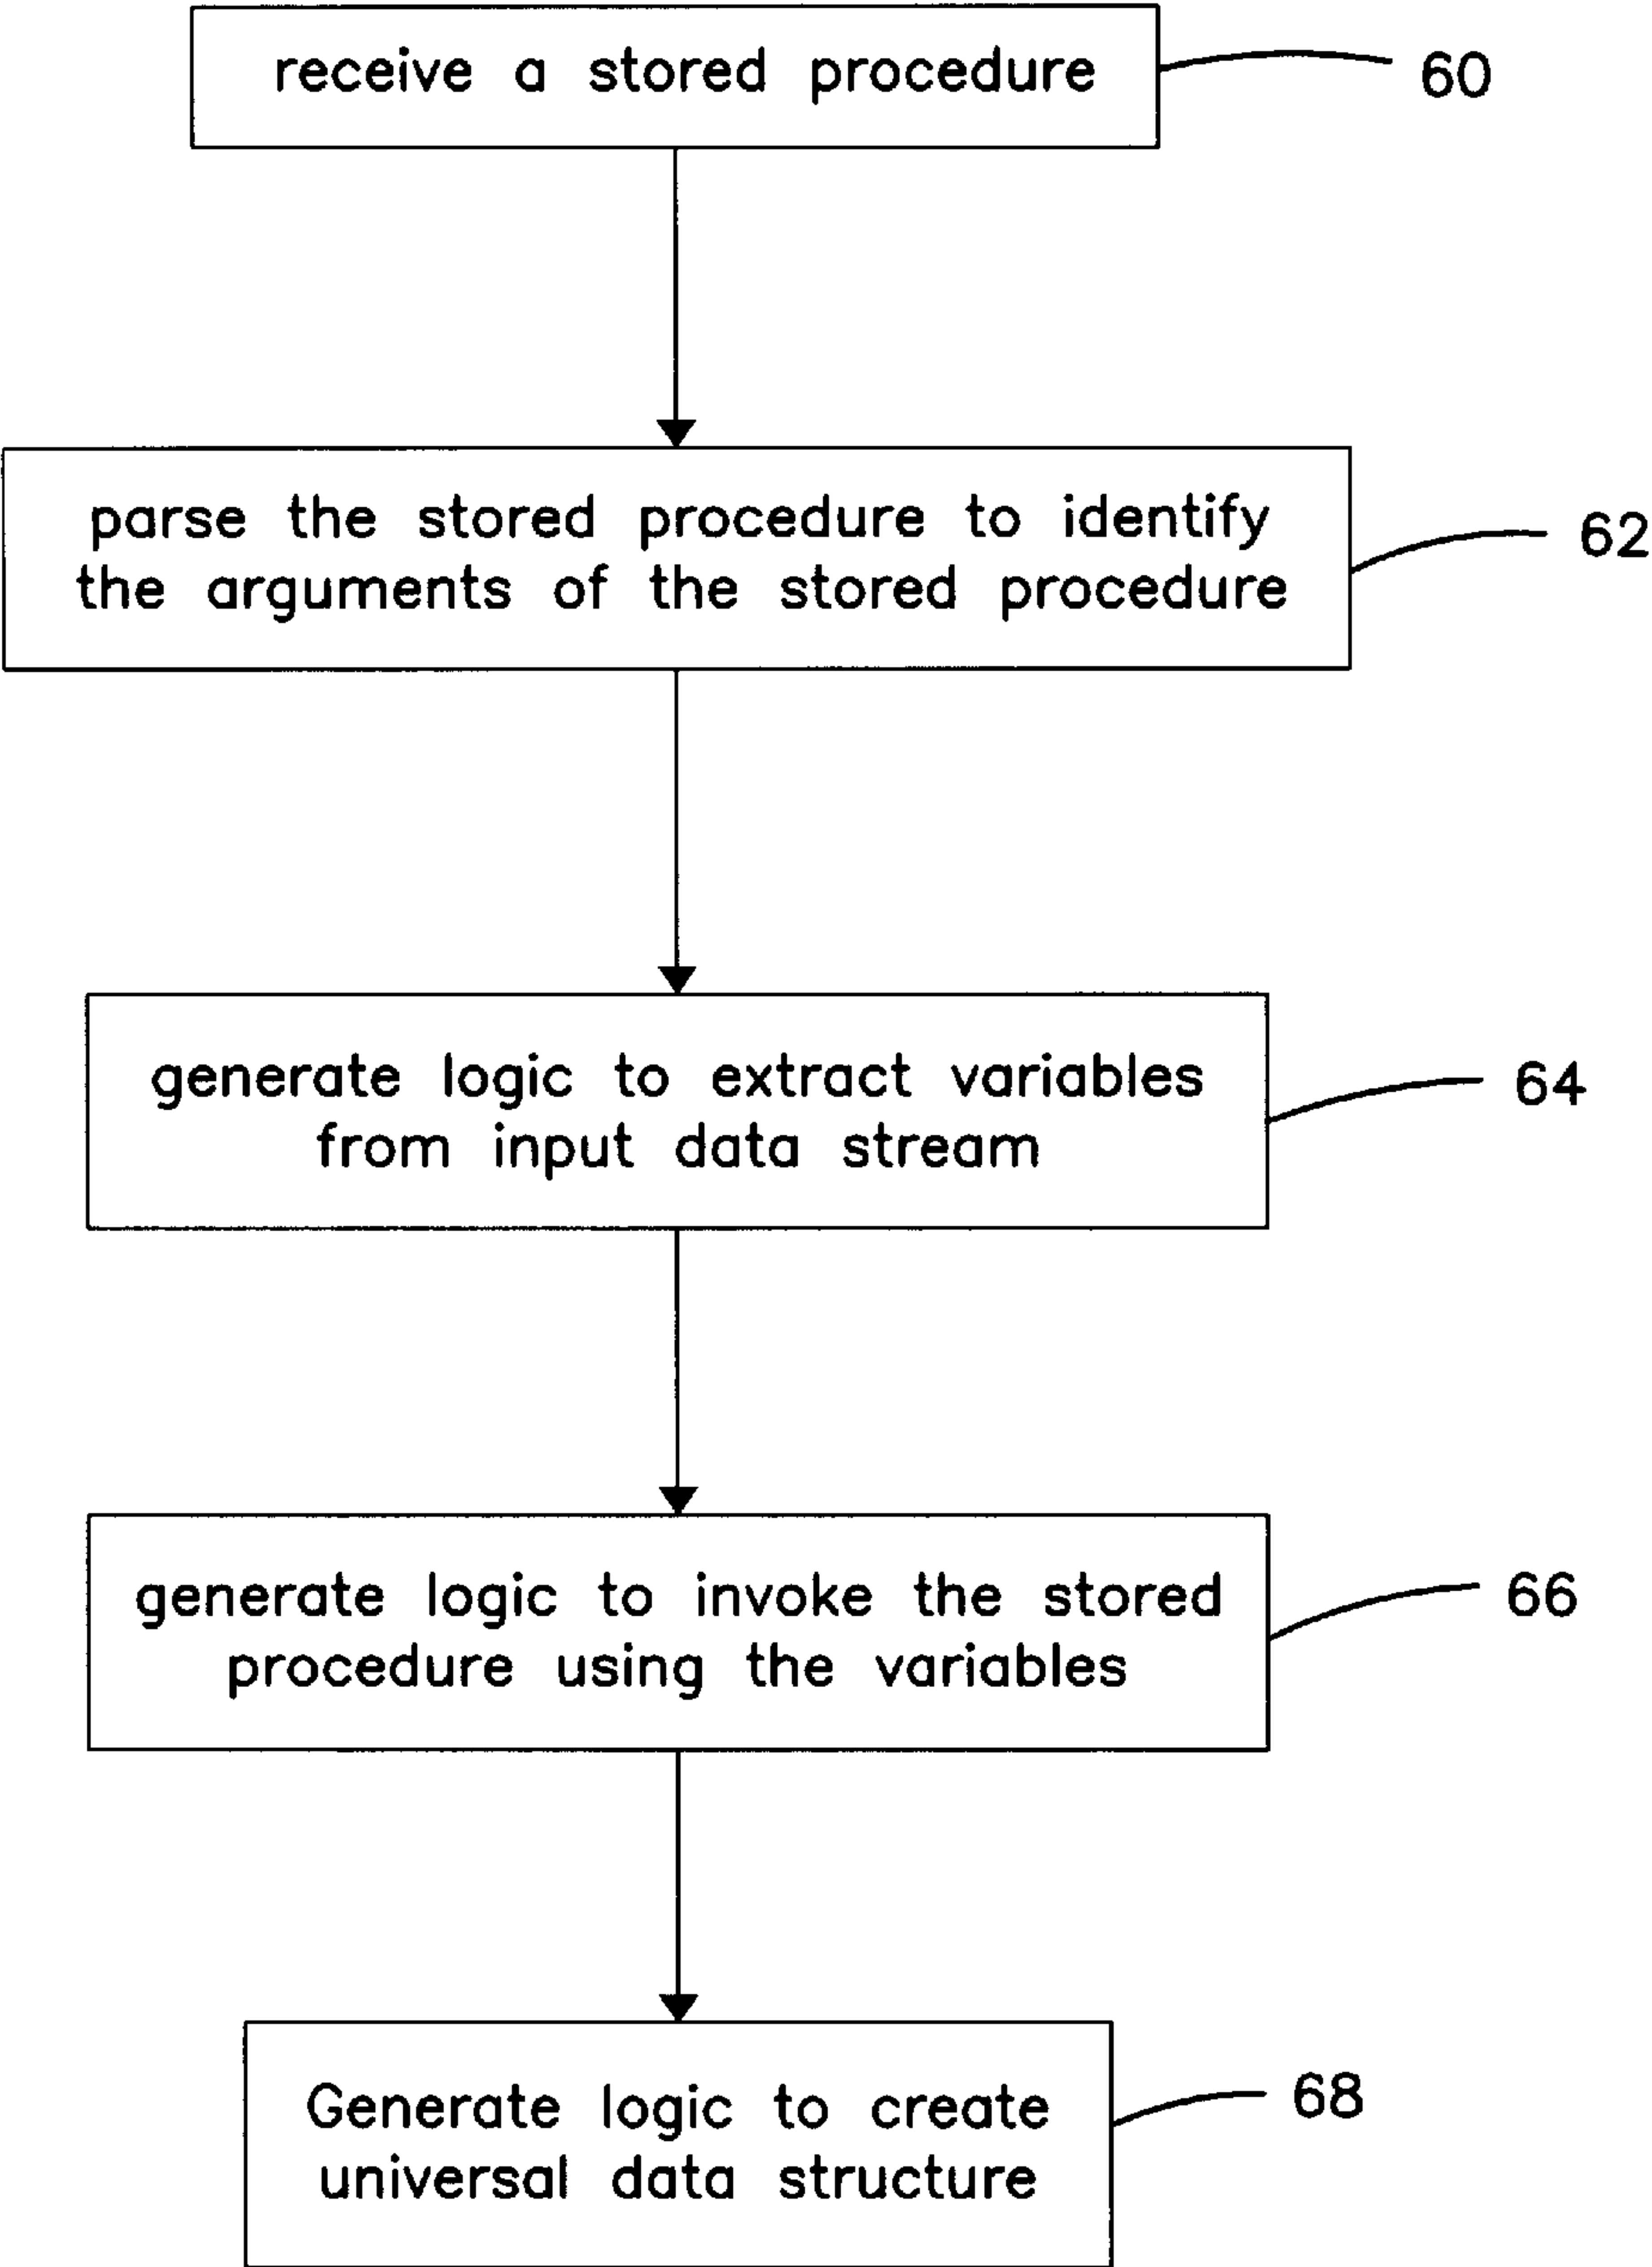 receive a stored procedure
60
parse the stored procedure to identify
the arguments of the stored procedure
62
generate logic to extract variables
from input data stream
64
generate logic to invoke the stored
procedure using the variables
66
Generate logic to create
universal data structure
68